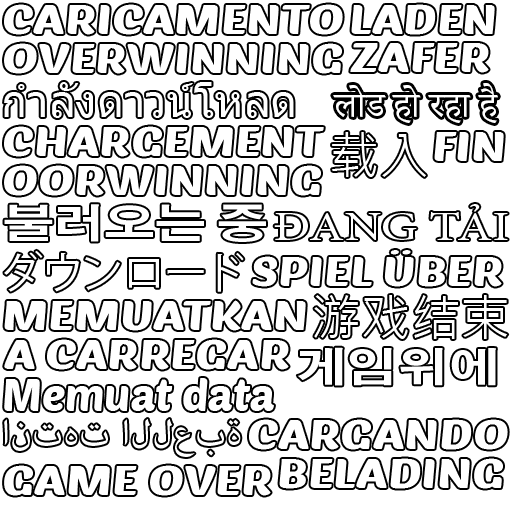 CARICAMENTO LADEN
OVERWINNING ZAFER
กำลังดาวน์โหลด लोड हो रहा है
CHARGEMENT 载入 FIN
OORWINNING
불러오는 중 ĐANG TẢI
ダウンロード SPIEL ÜBER
MEMUATKAN 游戏结束
A CARREGAR 게임위에
Memuat data
انتهت اللعبة CARGANDO
GAME OVER BELADING